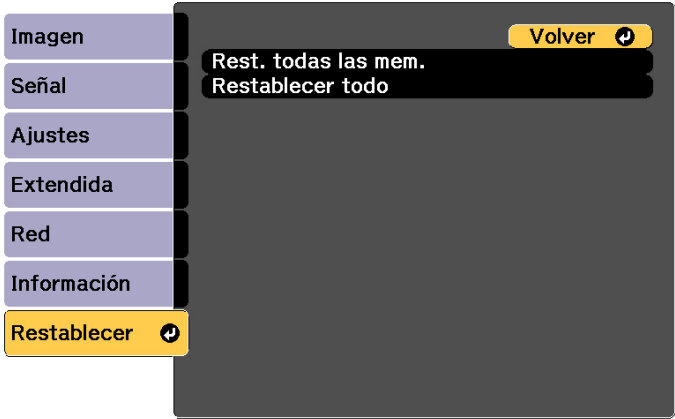 Imagen
Señal
Ajustes
Extendida
Red
Información
Restablecer
Volver
Rest. todas las mem.
Restablecer todo